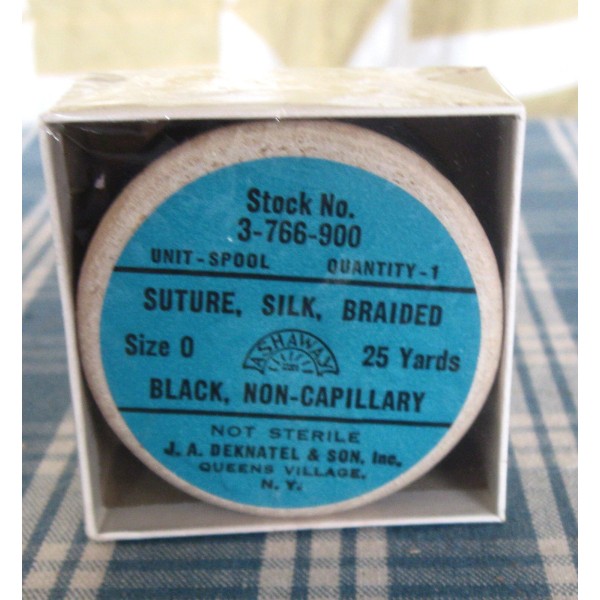 Stock No.
3-766-900
UNIT-SPOOL QUANTITY-1
SUTURE, SILK, BRAIDED
Size 0 ASHAWAY 25 Yards
BLACK, NON-CAPILLARY
NOT STERILE
J. A. DEKNATEL & SON, Inc.
QUEENS VILLAGE,
N. Y.